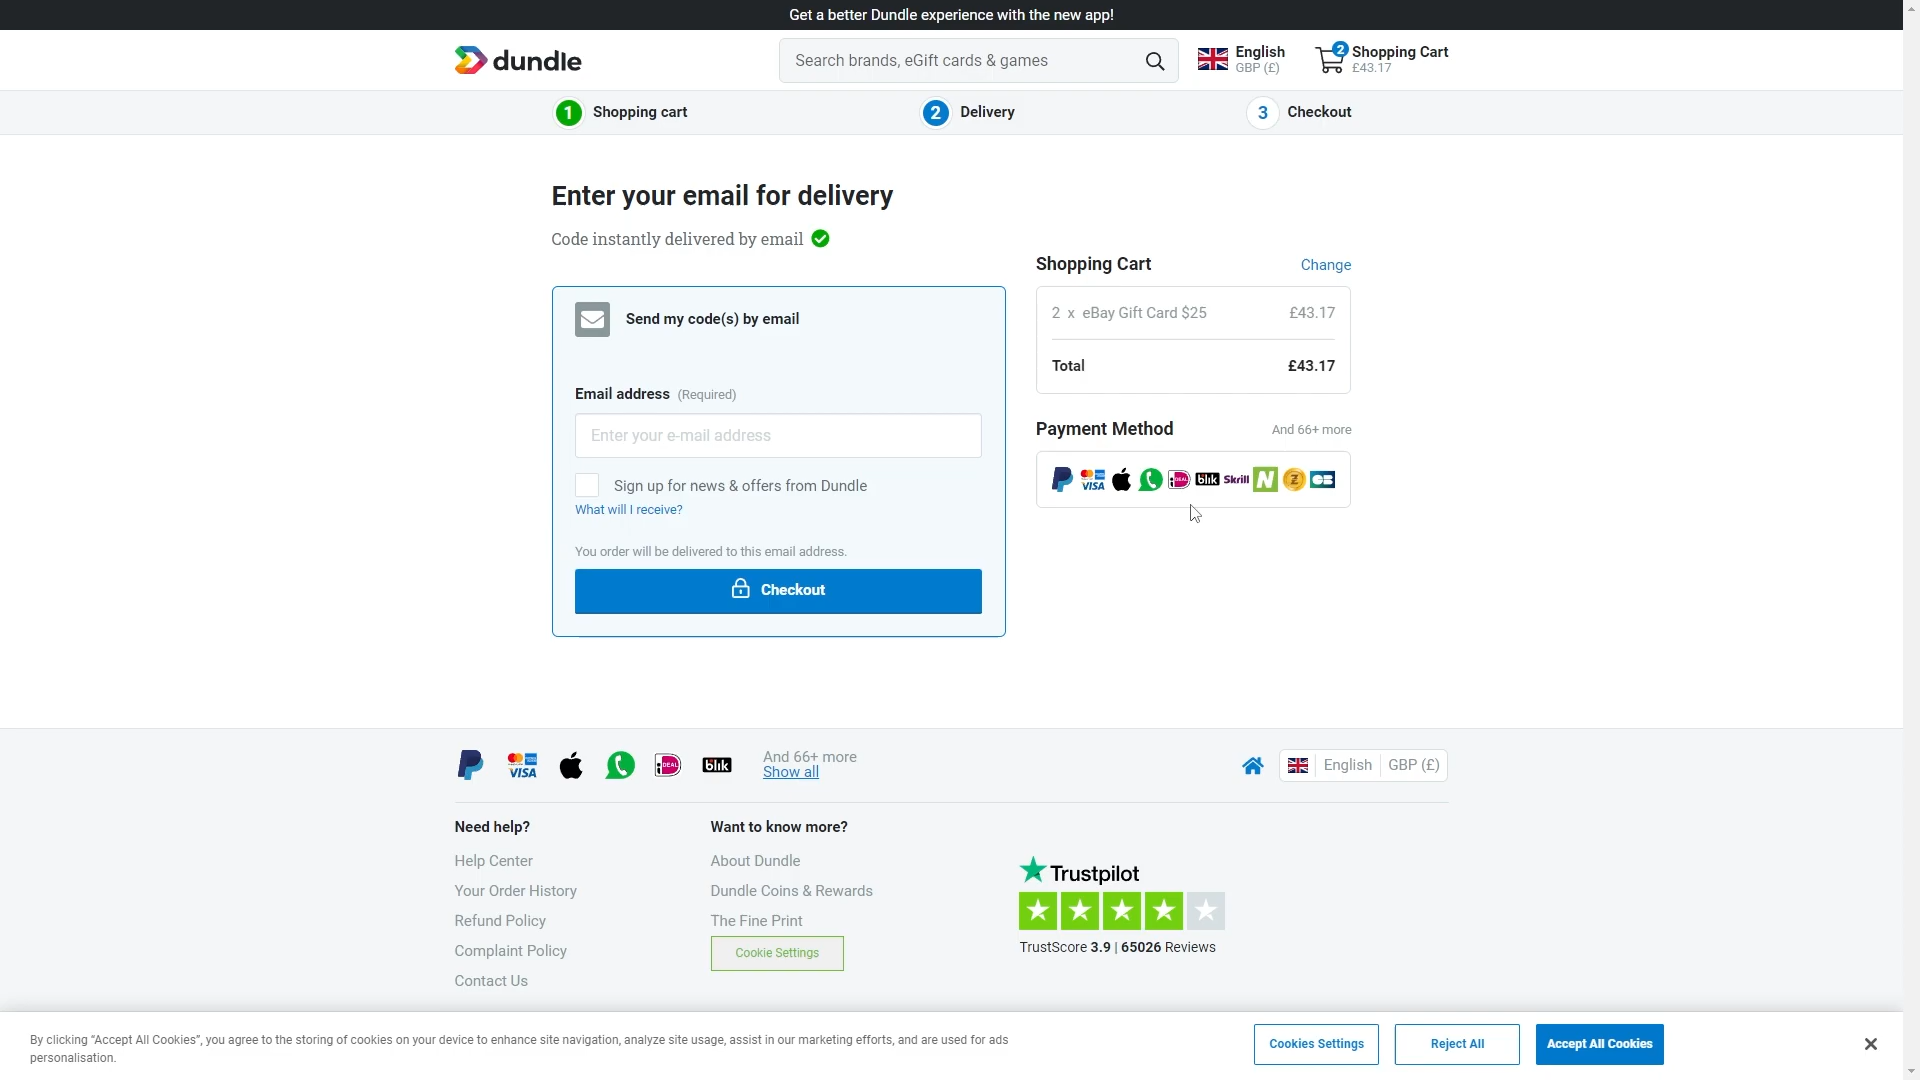 Get a better Dundle experience with the new app!
dundle
Search brands, eGift cards & games
English
GBP (£)
2
Shopping Cart
£43.17
1 Shopping cart
2 Delivery
3 Checkout
Enter your email for delivery
Code instantly delivered by email
Send my code(s) by email
Email address (Required)
Enter your e-mail address
Sign up for news & offers from Dundle
What will I receive?
You order will be delivered to this email address.
Checkout
Shopping Cart
Change
2 x eBay Gift Card $25 £43.17
Total £43.17
Payment Method
And 66+ more
VISA DEAL blik Skrill N Z CB
VISA DEAL blik
And 66+ more
Show all
English GBP (£)
Need help?
Help Center
Your Order History
Refund Policy
Complaint Policy
Contact Us
Want to know more?
About Dundle
Dundle Coins & Rewards
The Fine Print
Cookie Settings
Trustpilot
TrustScore 3.9 | 65026 Reviews
By clicking “Accept All Cookies”, you agree to the storing of cookies on your device to enhance site navigation, analyze site usage, assist in our marketing efforts, and are used for ads
personalisation.
Cookies Settings
Reject All
Accept All Cookies